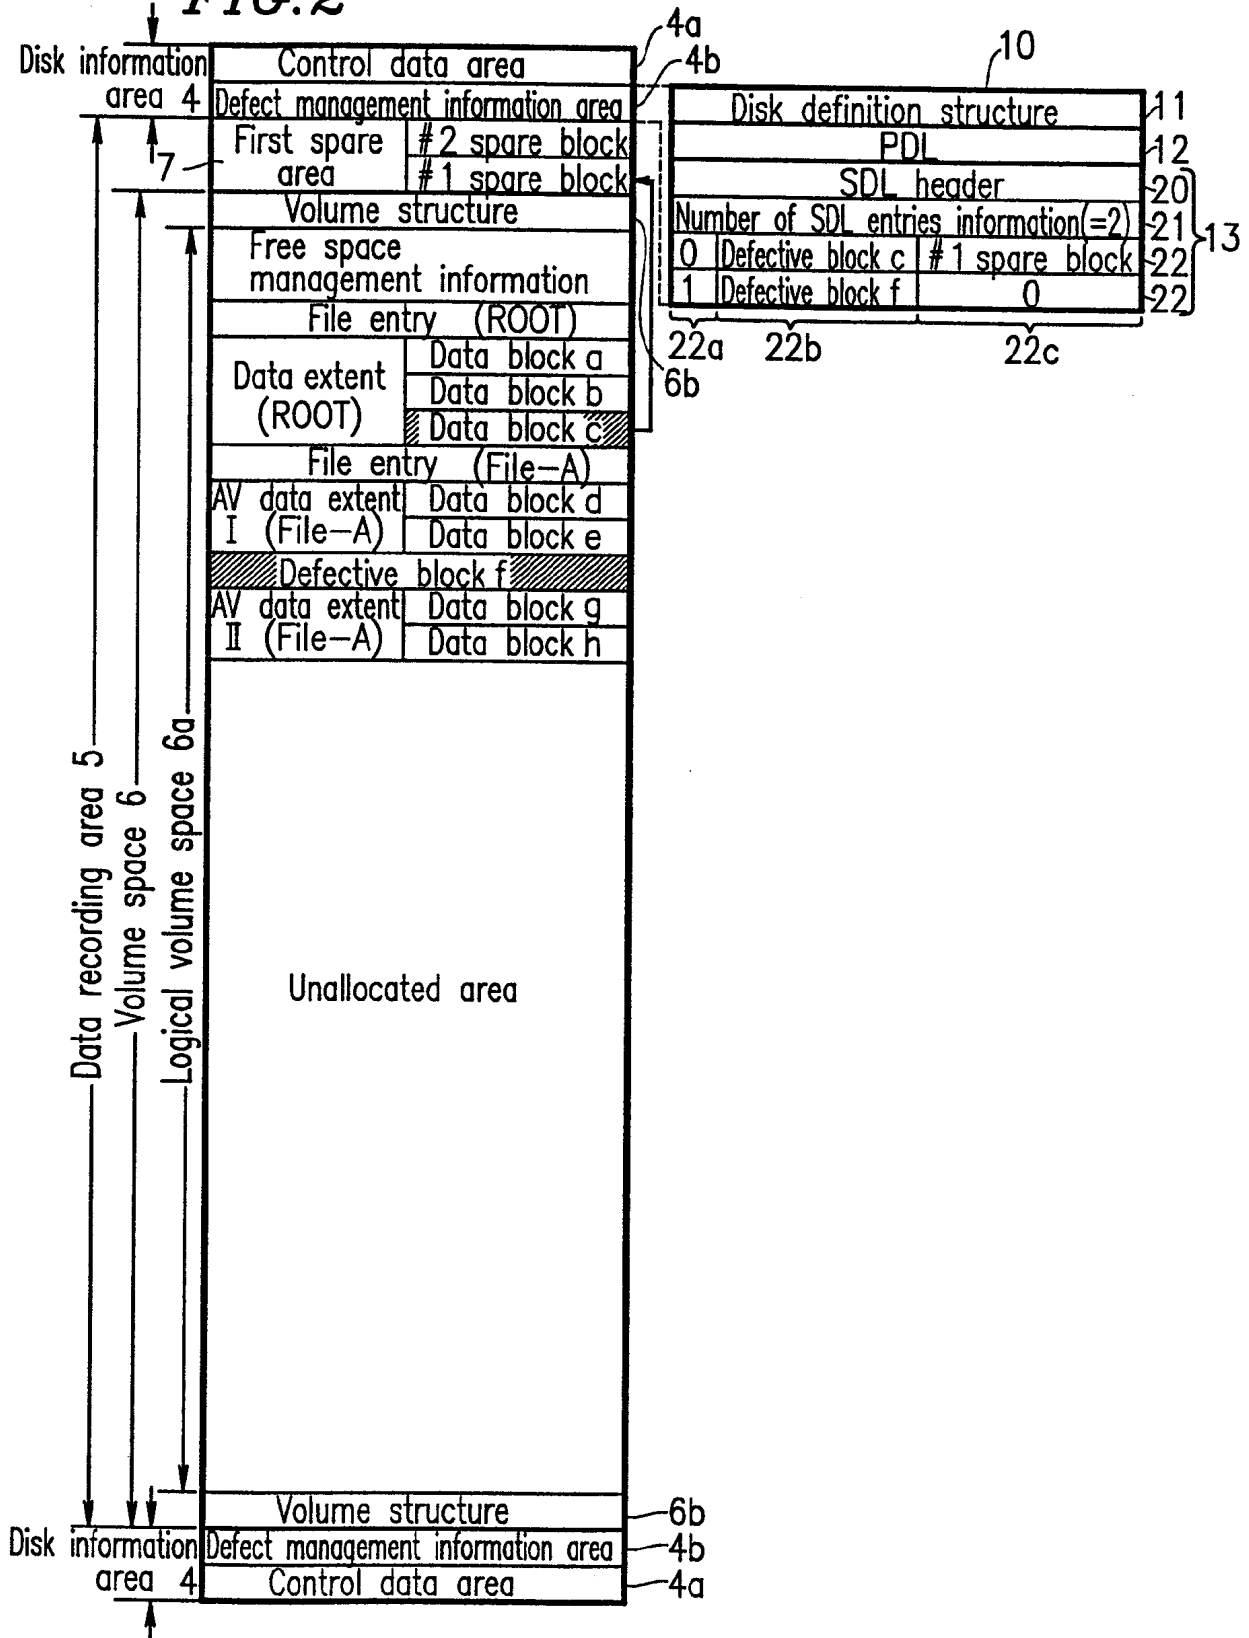 FIG. 2
Disk information
area 4
Control data area
4a
Defect management information area
4b
7
First spare
area
#2 spare block
#1 spare block
Volume structure
6b
Free space
management information
File entry (ROOT)
Data extent
(ROOT)
Data block a
Data block b
Data block c
File entry (File-A)
AV data extent
I (File-A)
Data block d
Data block e
Defective block f
AV data extent
II (File-A)
Data block g
Data block h
Data recording area 5
Volume space 6
Logical volume space 6a
Unallocated area
Volume structure
6b
Disk information
area 4
Defect management information area
4b
Control data area
4a
10
Disk definition structure
11
PDL
12
SDL header
20
Number of SDL entries information(=2)
21
13
0 Defective block c #1 spare block
22
1 Defective block f 0
22
22a 22b 22c